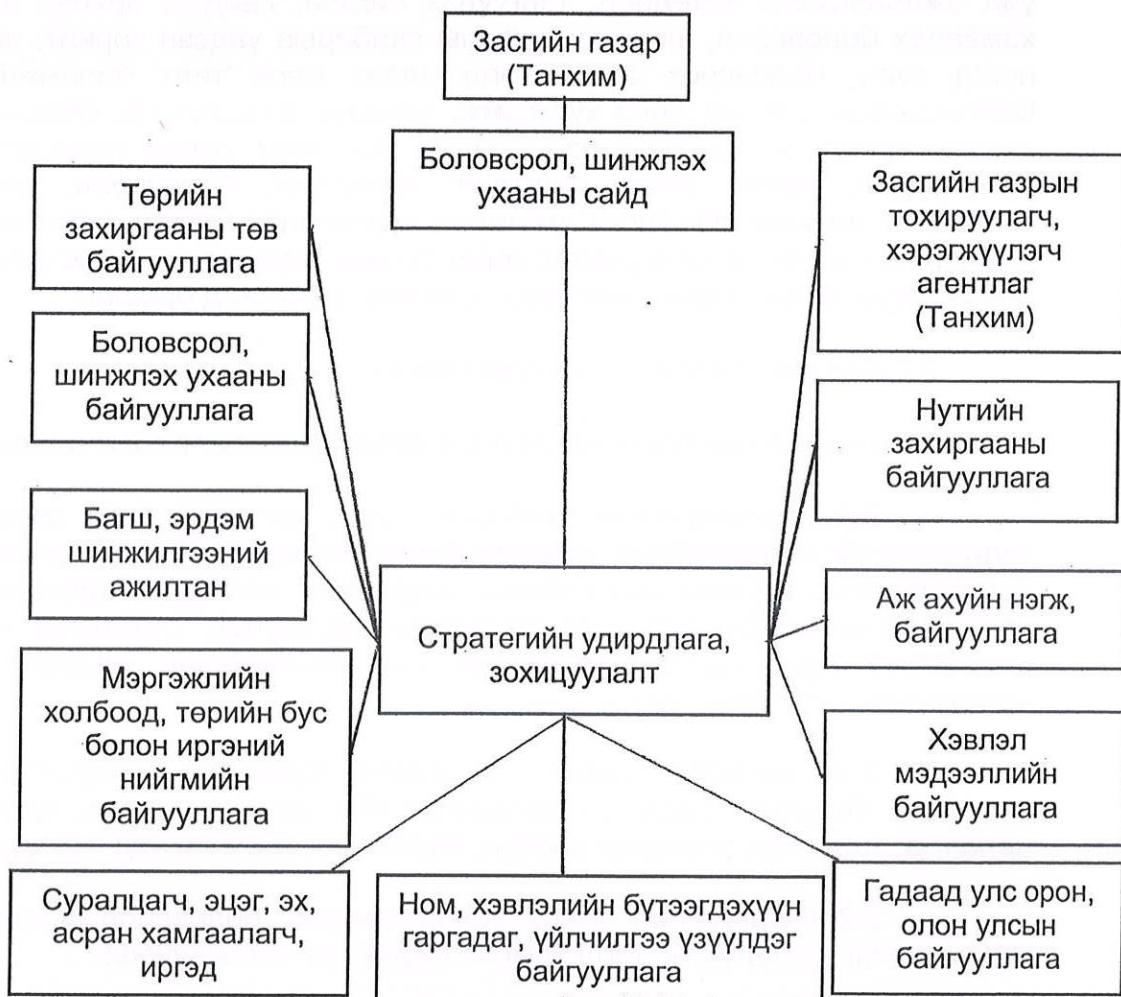 Засгийн газар
(Танхим)
Боловсрол, шинжлэх
ухааны сайд
Төрийн
захиргааны төв
байгууллага
Засгийн газрын
тохируулагч,
хэрэгжүүлэгч
агентлаг
(Танхим)
Боловсрол,
шинжлэх ухааны
байгууллага
Нутгийн
захиргааны
байгууллага
Багш, эрдэм
шинжилгээний
ажилтан
Стратегийн удирдлага,
зохицуулалт
Аж ахуйн нэгж,
байгууллага
Мэргэжлийн
холбоод, төрийн бус
болон иргэний
нийгмийн
байгууллага
Хэвлэл
мэдээллийн
байгууллага
Суралцагч, эцэг, эх,
асран хамгаалагч,
иргэд
Ном, хэвлэлийн бүтээгдэхүүн
гаргадаг, үйлчилгээ үзүүлдэг
байгууллага
Гадаад улс орон,
олон улсын
байгууллага